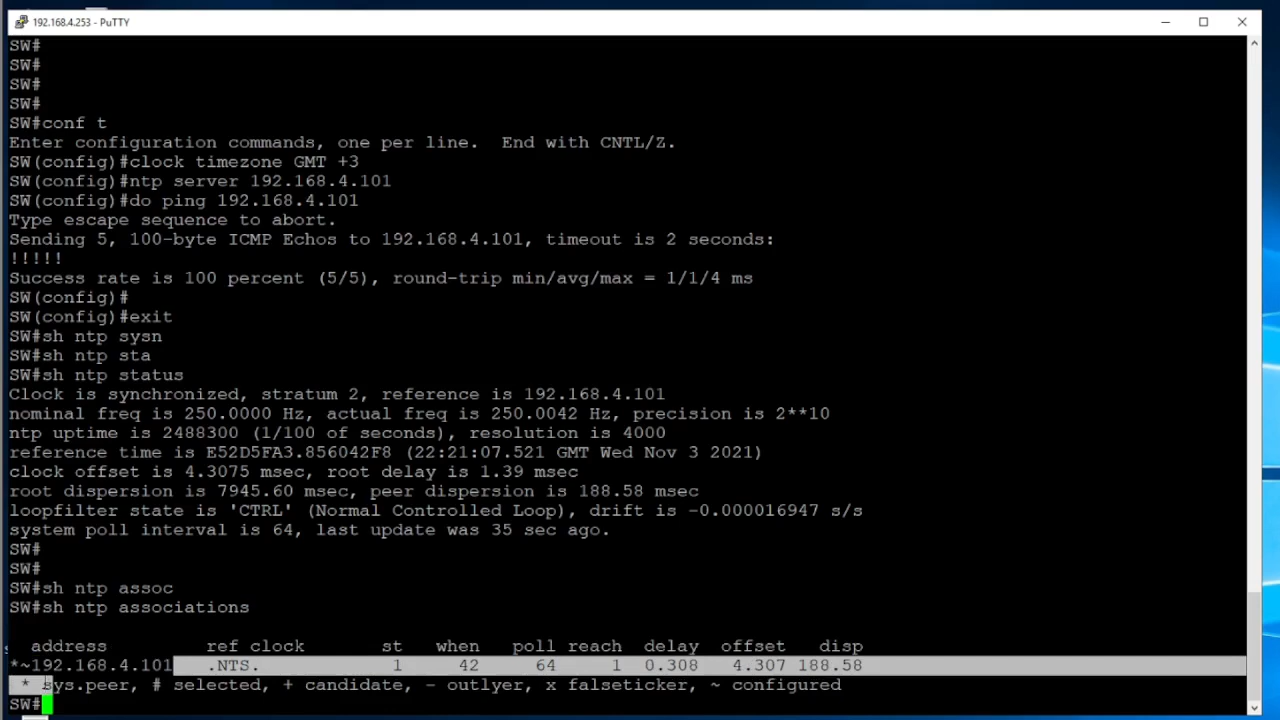 192.168.4.253 - PuTTY
SW#
SW#
SW#
SW#
SW#conf t
Enter configuration commands, one per line.  End with CNTL/Z.
SW(config)#clock timezone GMT +3
SW(config)#ntp server 192.168.4.101
SW(config)#do ping 192.168.4.101
Type escape sequence to abort.
Sending 5, 100-byte ICMP Echos to 192.168.4.101, timeout is 2 seconds:
!!!!!
Success rate is 100 percent (5/5), round-trip min/avg/max = 1/1/4 ms
SW(config)#
SW(config)#exit
SW#sh ntp sysn
SW#sh ntp sta
SW#sh ntp status
Clock is synchronized, stratum 2, reference is 192.168.4.101
nominal freq is 250.0000 Hz, actual freq is 250.0042 Hz, precision is 2**10
ntp uptime is 2488300 (1/100 of seconds), resolution is 4000
reference time is E52D5FA3.856042F8 (22:21:07.521 GMT Wed Nov 3 2021)
clock offset is 4.3075 msec, root delay is 1.39 msec
root dispersion is 7945.60 msec, peer dispersion is 188.58 msec
loopfilter state is 'CTRL' (Normal Controlled Loop), drift is -0.000016947 s/s
system poll interval is 64, last update was 35 sec ago.
SW#
SW#
SW#sh ntp assoc
SW#sh ntp associations
address ref clock st when poll reach delay offset disp
*~192.168.4.101 .NTS. 1 42 64 1 0.308 4.307 188.58
* sys.peer, # selected, + candidate, - outlyer, x falseticker, ~ configured
SW#